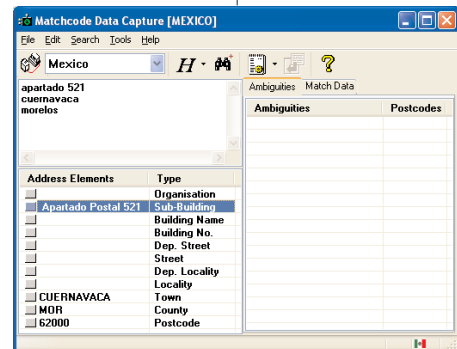 Matchcode Data Capture [MEXICO]
File Edit Search Tools Help
Mexico H ?
apartado 521
cuernavaca
morelos
Ambiguities Match Data
Ambiguities Postcodes
Address Elements Type
Organisation
Apartado Postal 521 Sub-Building
Building Name
Building No.
Dep. Street
Street
Dep. Locality
Locality
CUERNAVACA Town
MOR County
62000 Postcode